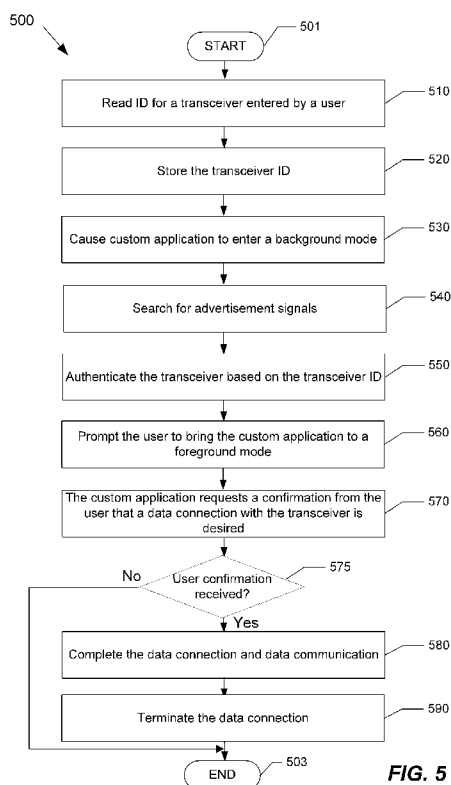 500
START
501
Read ID for a transceiver entered by a user
510
Store the transceiver ID
520
Cause custom application to enter a background mode
530
Search for advertisement signals
540
Authenticate the transceiver based on the transceiver ID
550
Prompt the user to bring the custom application to a
foreground mode
560
The custom application requests a confirmation from the
user that a data connection with the transceiver is
desired
570
User confirmation
received?
575
No
Yes
Complete the data connection and data communication
580
Terminate the data connection
590
END
503
FIG. 5